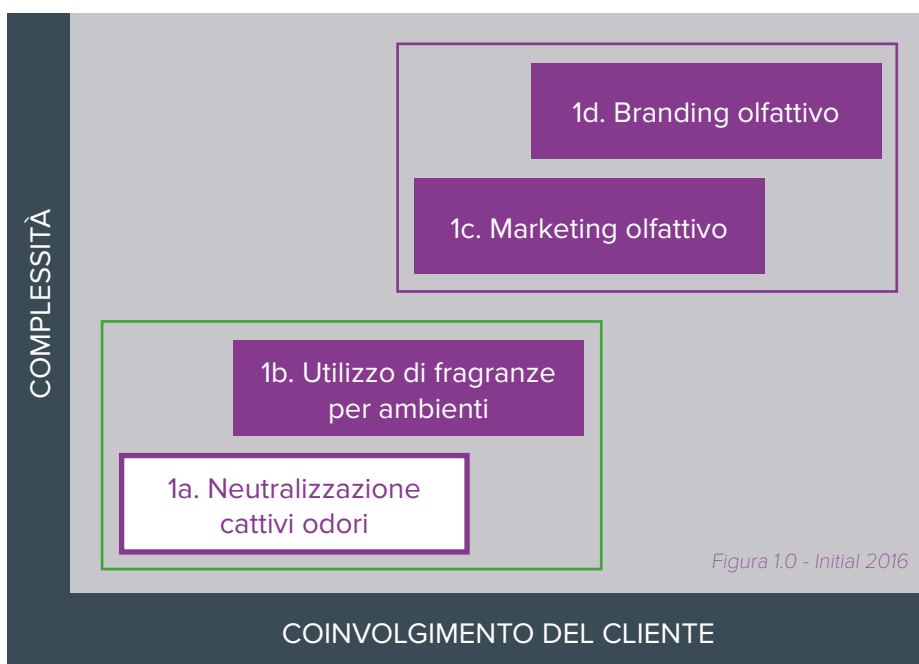 1d. Branding olfattivo
1c. Marketing olfattivo
COMPLESSITÀ
1b. Utilizzo di fragranze
per ambienti
1a. Neutralizzazione
cattivi odori
Figura 1.0 - Initial 2016
COINVOLGIMENTO DEL CLIENTE